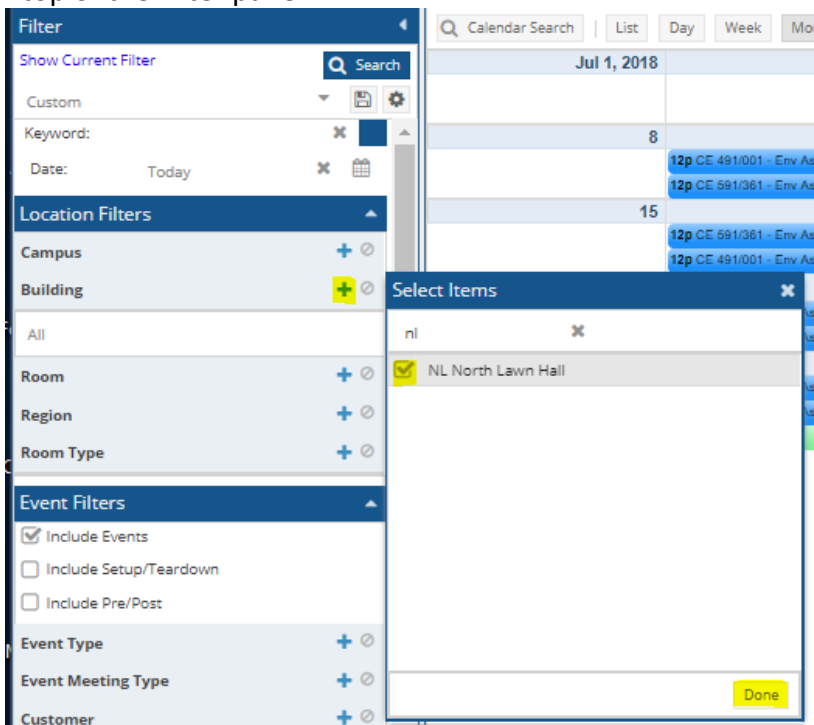 Filter
Show Current Filter
Search
Custom
Keyword:
Date: Today
Location Filters
Campus
Building
All
Room
Region
Room Type
Event Filters
Include Events
Include Setup/Teardown
Include Pre/Post
Event Type
Event Meeting Type
Customer
Calendar Search | List Day Week Mo
Jul 1, 2018
8
12p CE 491/001 - Env As
12p CE 591/361 - Env As
15
12p CE 591/361 - Env As
12p CE 491/001 - Env As
Select Items
nl
NL North Lawn Hall
Done